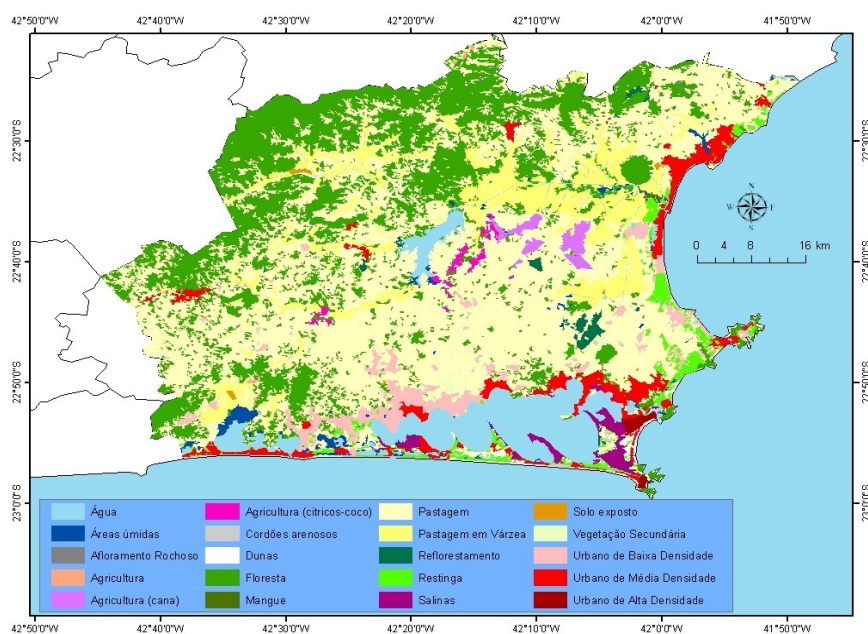 42°50'0"W 42°40'0"W 42°30'0"W 42°20'0"W 42°10'0"W 42°0'0"W 41°50'0"W
22°30'0"S 22°30'0"S
N
W E
S
0 4 8 16 km
22°40'0"S 22°40'0"S
22°50'0"S 22°50'0"S
23°0'0"S 23°0'0"S
Água Agricultura (citricos-coco) Pastagem Solo exposto
Áreas úmidas Cordões arenosos Pastagem em Várzea Vegetação Secundária
Afloramento Rochoso Dunas Reflorestamento Urbano de Baixa Densidade
Agricultura Floresta Restinga Urbano de Média Densidade
Agricultura (cana) Mangue Salinas Urbano de Alta Densidade
42°50'0"W 42°40'0"W 42°30'0"W 42°20'0"W 42°10'0"W 42°0'0"W 41°50'0"W